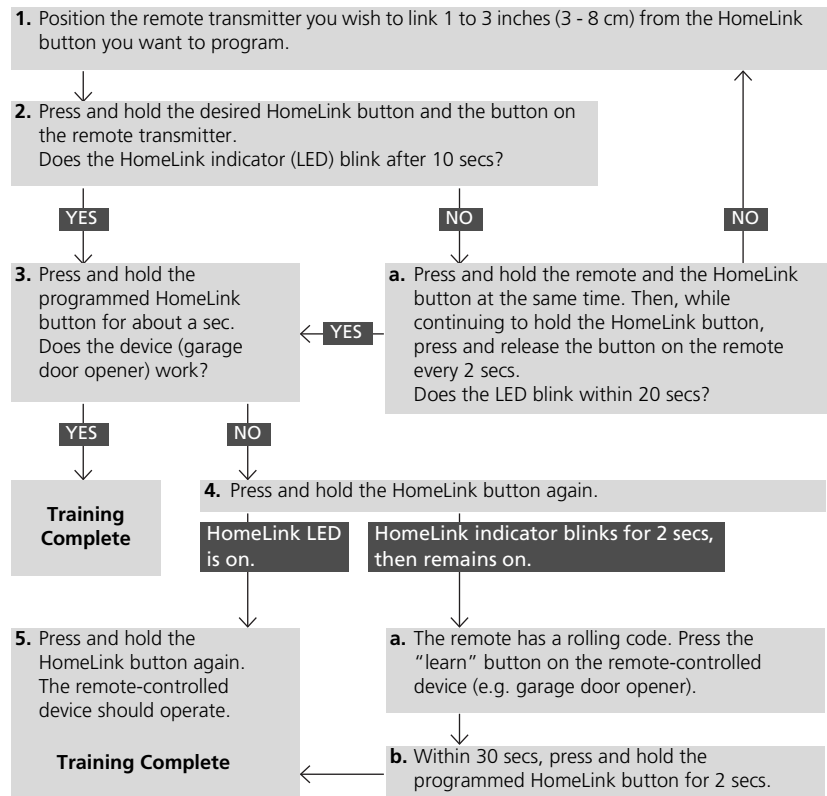 1. Position the remote transmitter you wish to link 1 to 3 inches (3 - 8 cm) from the HomeLink
button you want to program.
2. Press and hold the desired HomeLink button and the button on
the remote transmitter.
Does the HomeLink indicator (LED) blink after 10 secs?
YES
NO
NO
3. Press and hold the
programmed HomeLink
button for about a sec.
Does the device (garage
door opener) work?
a. Press and hold the remote and the HomeLink
button at the same time. Then, while
continuing to hold the HomeLink button,
press and release the button on the remote
every 2 secs.
Does the LED blink within 20 secs?
YES
YES
NO
Training
Complete
4. Press and hold the HomeLink button again.
HomeLink LED
is on.
HomeLink indicator blinks for 2 secs,
then remains on.
5. Press and hold the
HomeLink button again.
The remote-controlled
device should operate.
Training Complete
a. The remote has a rolling code. Press the
“learn” button on the remote-controlled
device (e.g. garage door opener).
b. Within 30 secs, press and hold the
programmed HomeLink button for 2 secs.